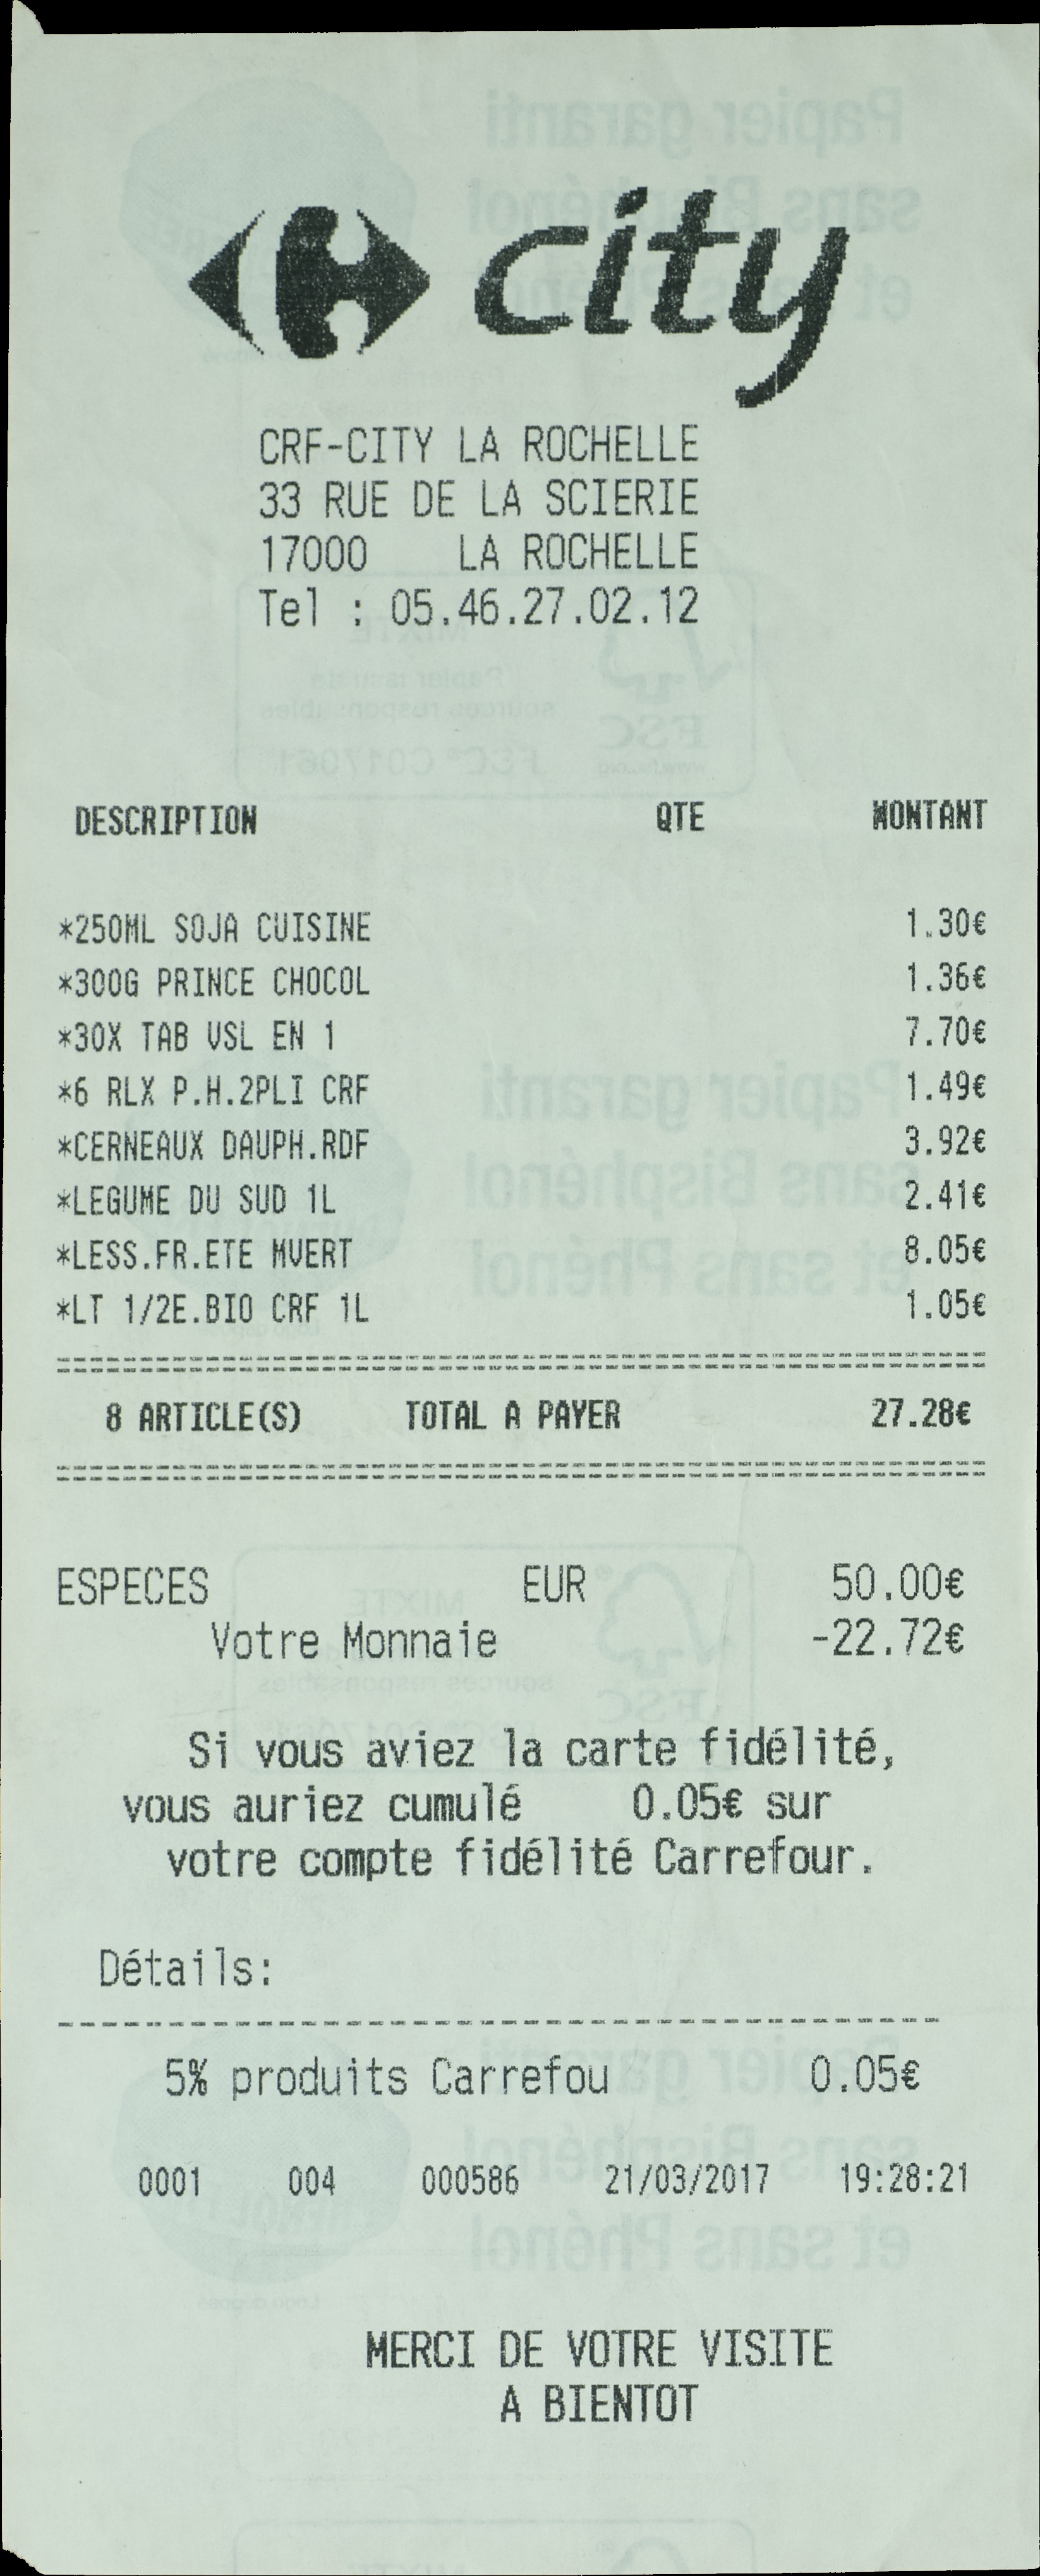 city
CRF-CITY LA ROCHELLE
33 RUE DE LA SCIERIE
17000 LA ROCHELLE
Tel : 05.46.27.02.12
DESCRIPTION QTE MONTANT
*250ML SOJA CUISINE 1.30€
*300G PRINCE CHOCOL 1.36€
*30X TAB VSL EN 1 7.70€
*6 RLX P.H.2PLI CRF 1.49€
*CERNEAUX DAUPH.RDF 3.92€
*LEGUME DU SUD 1L 2.41€
*LESS.FR.ETE MVERT 8.05€
*LT 1/2E.BIO CRF 1L 1.05€
8 ARTICLE(S) TOTAL A PAYER 27.28€
ESPECES EUR 50.00€
Votre Monnaie -22.72€
Si vous aviez la carte fidélité,
vous auriez cumulé 0.05€ sur
votre compte fidélité Carrefour.
Détails:
5% produits Carrefou 0.05€
0001 004 000586 21/03/2017 19:28:21
MERCI DE VOTRE VISITE
A BIENTOT